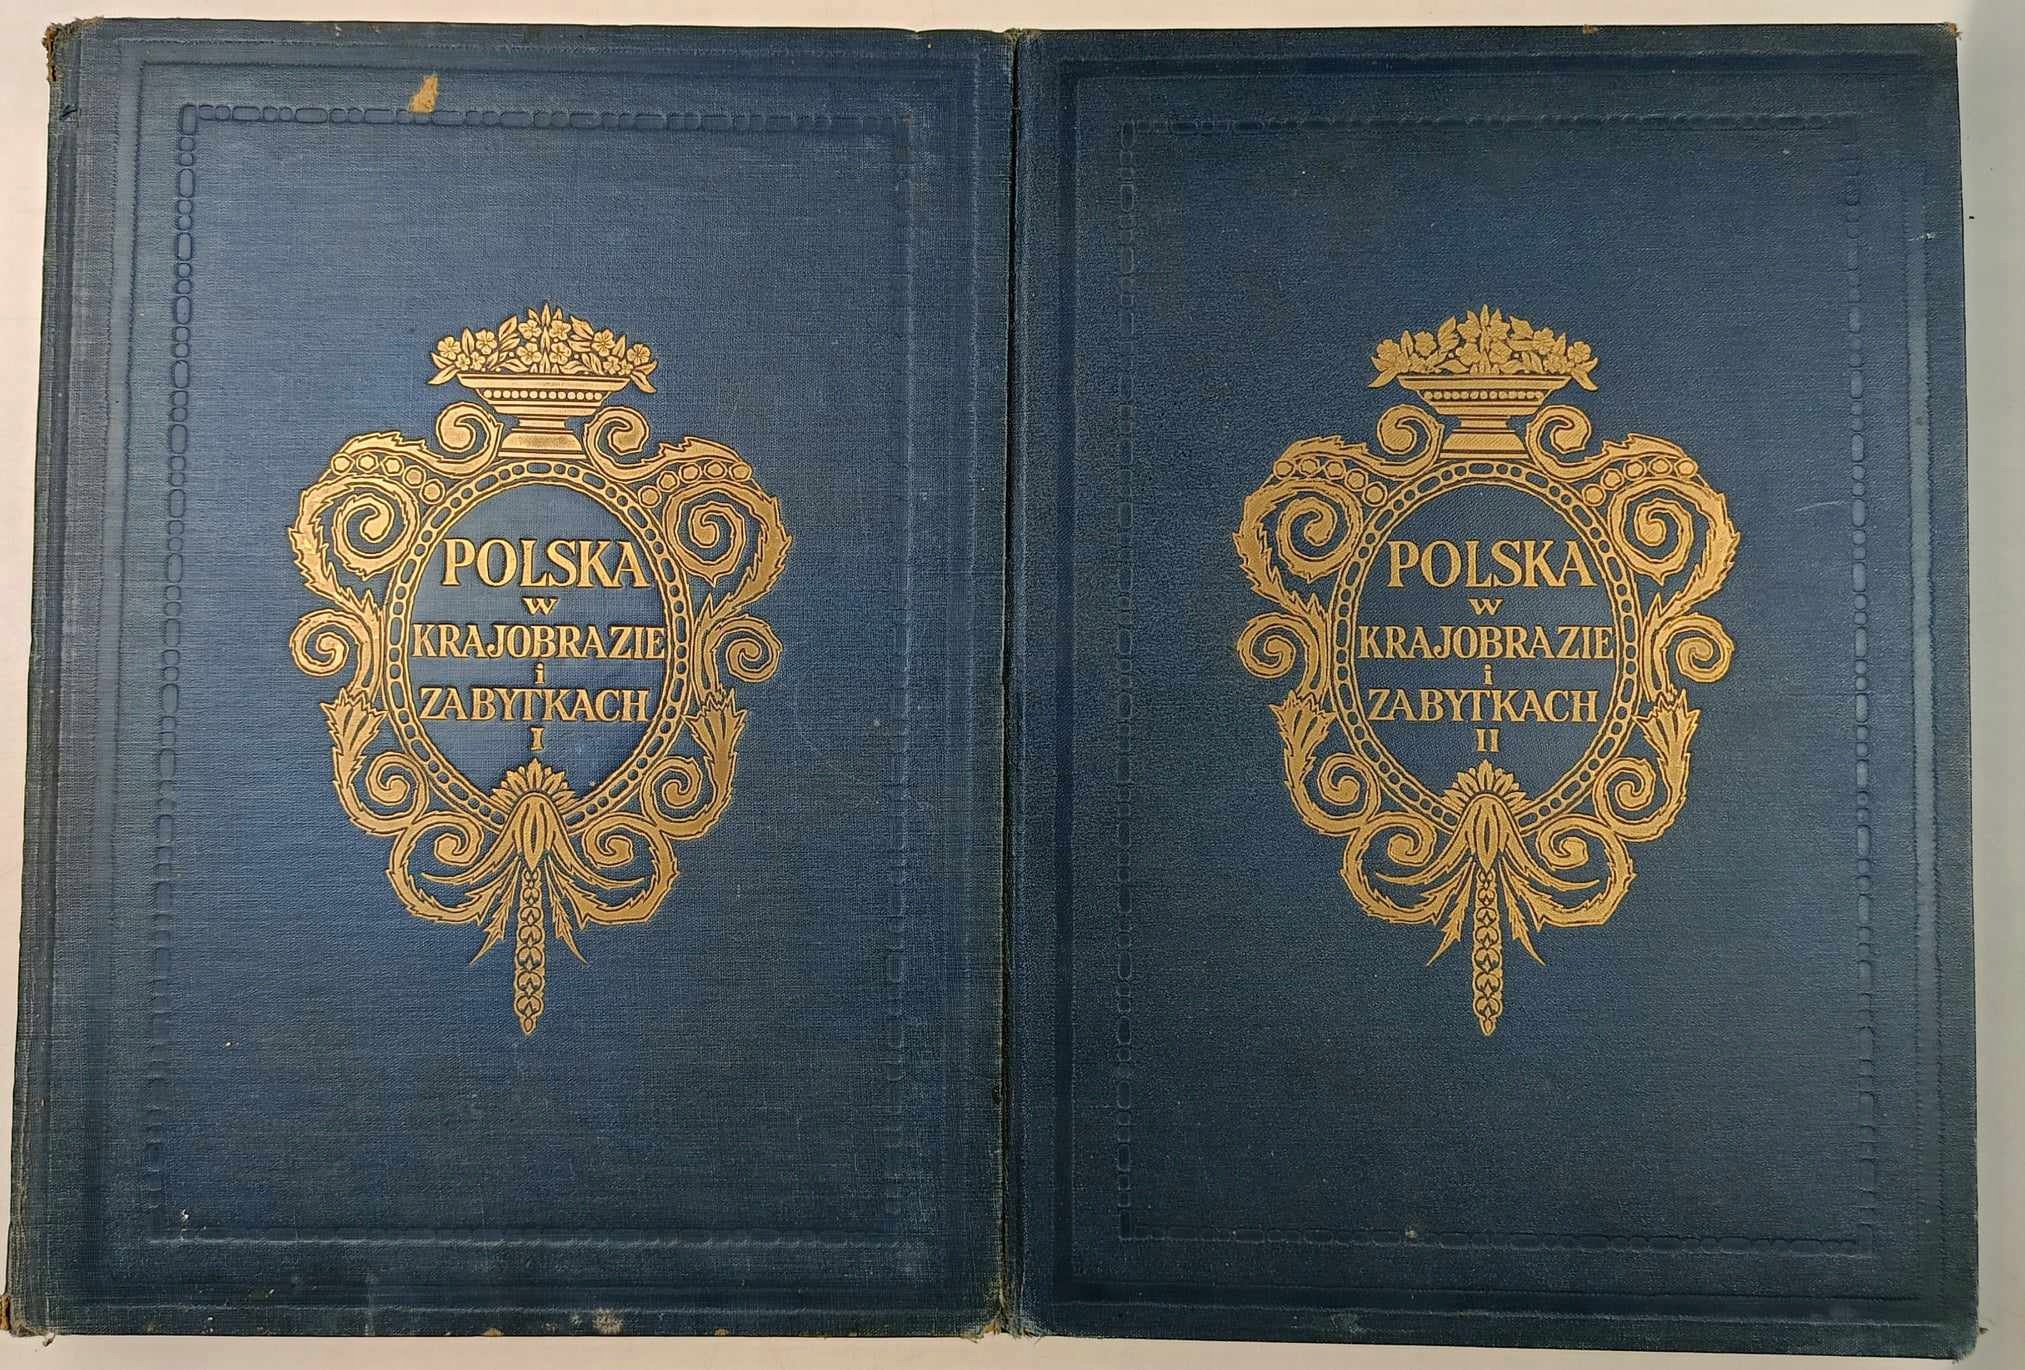 POLSKA
w
KRAJOBRAZIE
i
ZABYTKACH
I
POLSKA
w
KRAJOBRAZIE
i
ZABYTKACH
II